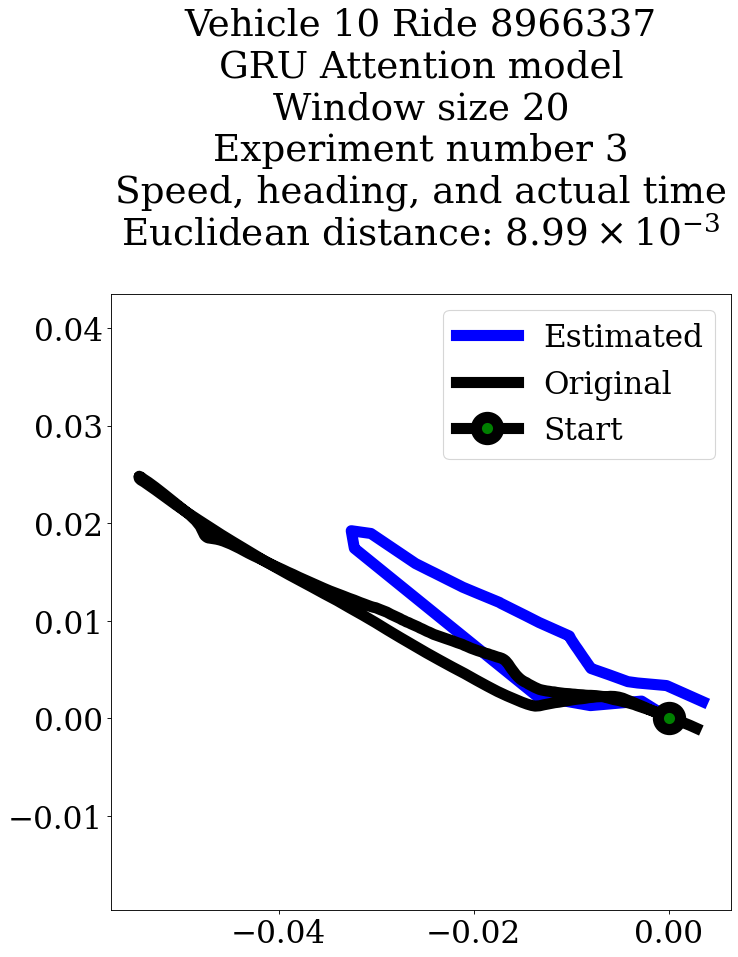 Vehicle 10 Ride 8966337
GRU Attention model
Window size 20
Experiment number 3
Speed, heading, and actual time
Euclidean distance: 8.99 × 10⁻³
Estimated
Original
Start
0.04
0.03
0.02
0.01
0.00
−0.01
−0.04
−0.02
0.00